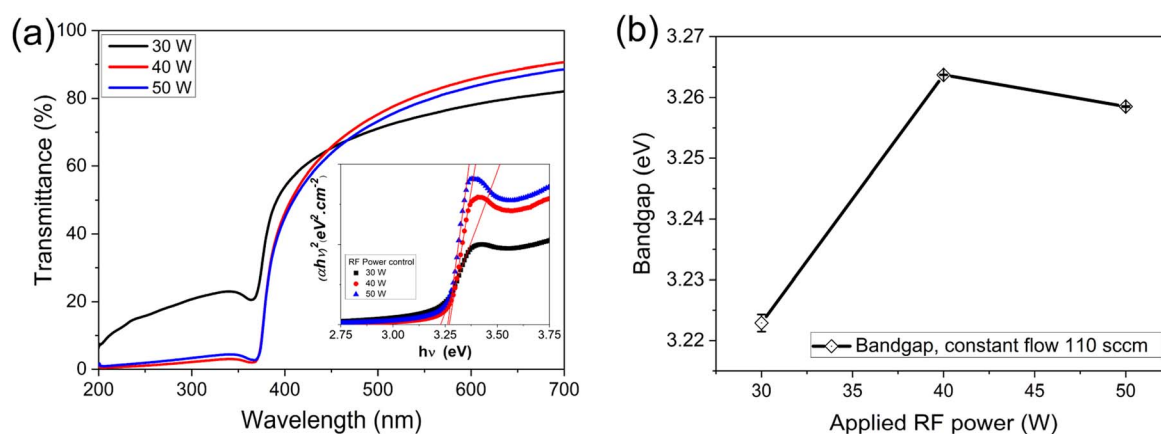 (a)
100
80
60
40
20
0
Transmittance (%)
30 W
40 W
50 W
200 300 400 500 600 700
Wavelength (nm)
(αhν)² (eV².cm⁻²)
RF Power control
30 W
40 W
50 W
2.75 3.00 3.25 3.50 3.75
hν (eV)
(b)
3.27
3.26
3.25
3.24
3.23
3.22
Bandgap (eV)
Bandgap, constant flow 110 sccm
30 35 40 45 50
Applied RF power (W)